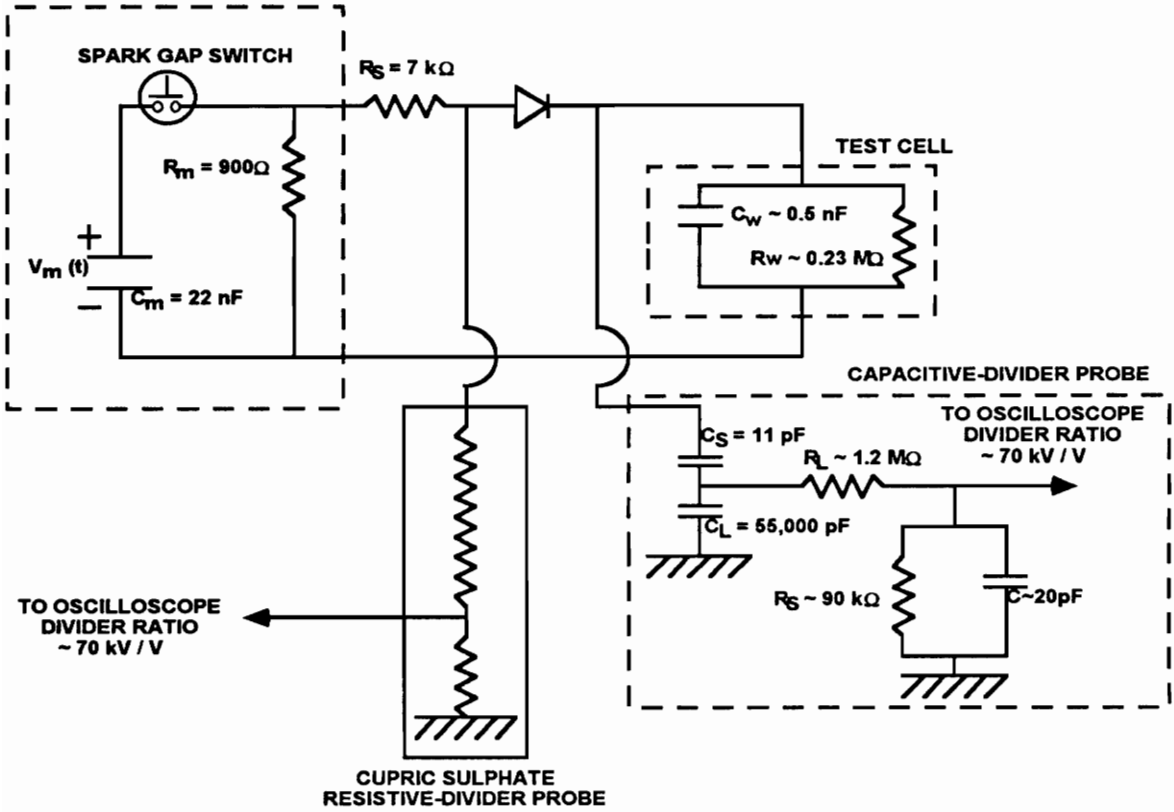 SPARK GAP SWITCH
RS = 7 kΩ
Rm = 900Ω
+
Vm (t)
−
Cm = 22 nF
TEST CELL
CW ~ 0.5 nF
Rw ~ 0.23 MΩ
CAPACITIVE-DIVIDER PROBE
TO OSCILLOSCOPE
DIVIDER RATIO
~ 70 kV / V
CS = 11 pF
RL ~ 1.2 MΩ
CL = 55,000 pF
RS ~ 90 kΩ
C~20pF
TO OSCILLOSCOPE
DIVIDER RATIO
~ 70 kV / V
CUPRIC SULPHATE
RESISTIVE-DIVIDER PROBE